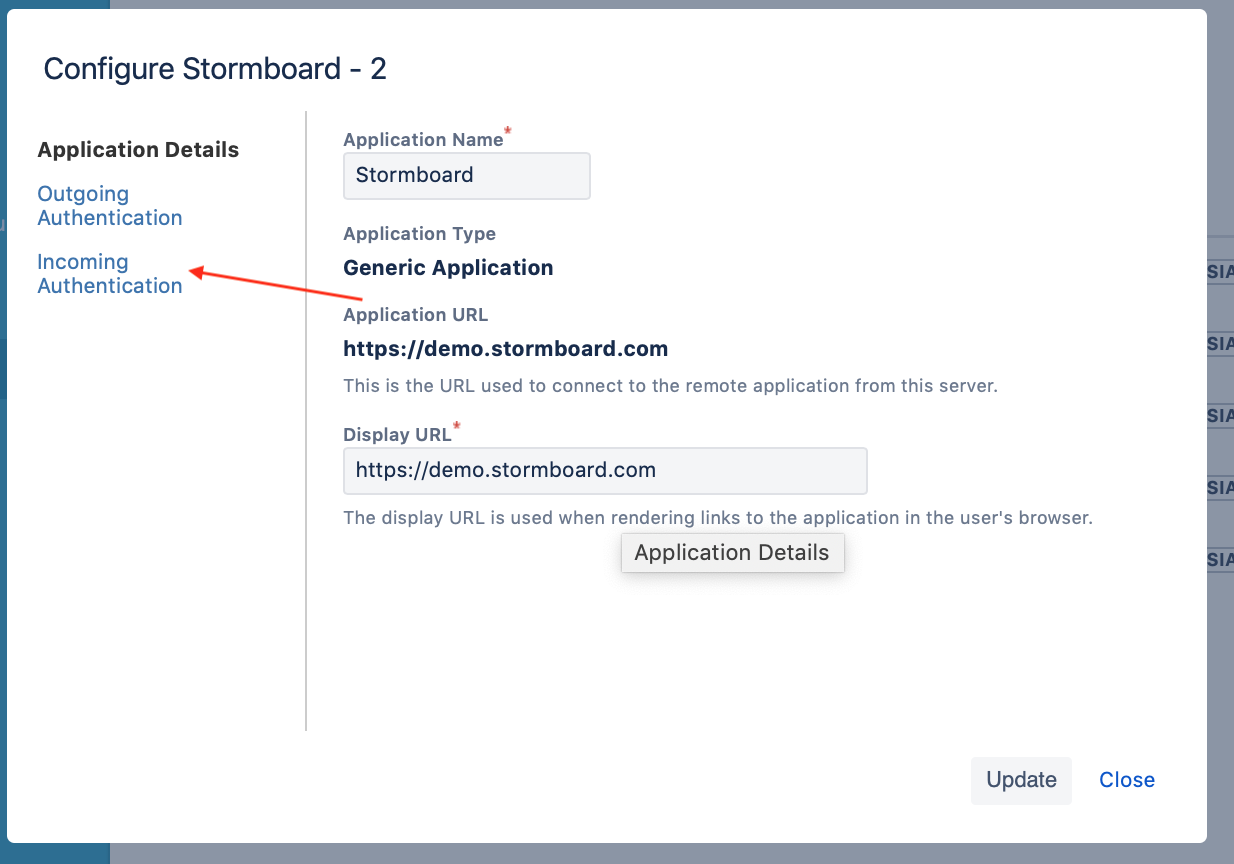 Configure Stormboard - 2
Application Details
Outgoing
Authentication
Incoming
Authentication
Application Name*
Stormboard
Application Type
Generic Application
Application URL
https://demo.stormboard.com
This is the URL used to connect to the remote application from this server.
Display URL*
https://demo.stormboard.com
The display URL is used when rendering links to the application in the user's browser.
Application Details
Update
Close
SIA
SIA
SIA
SIA
SIA